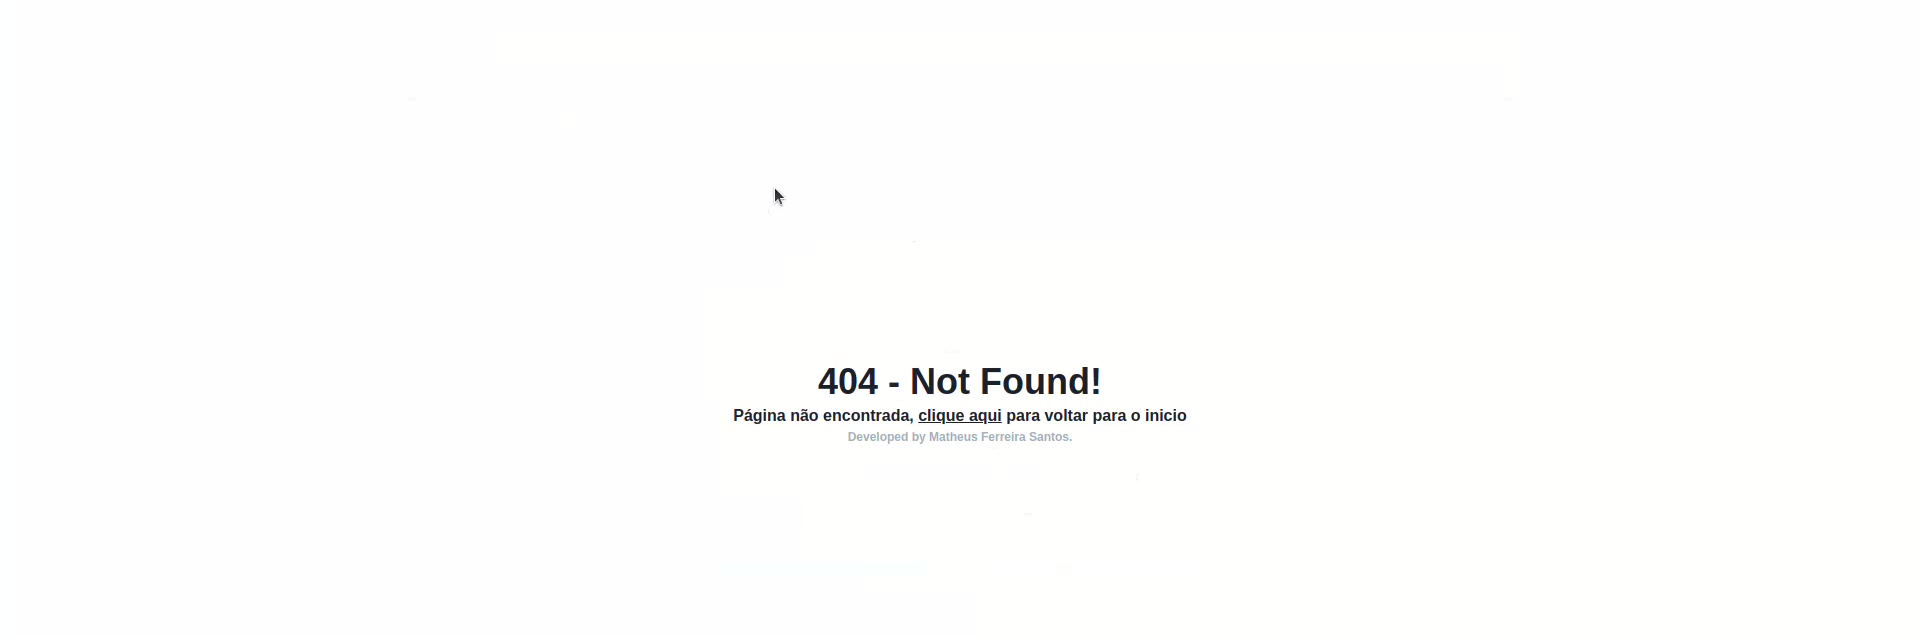 404 - Not Found!
Página não encontrada, clique aqui para voltar para o inicio
Developed by Matheus Ferreira Santos.